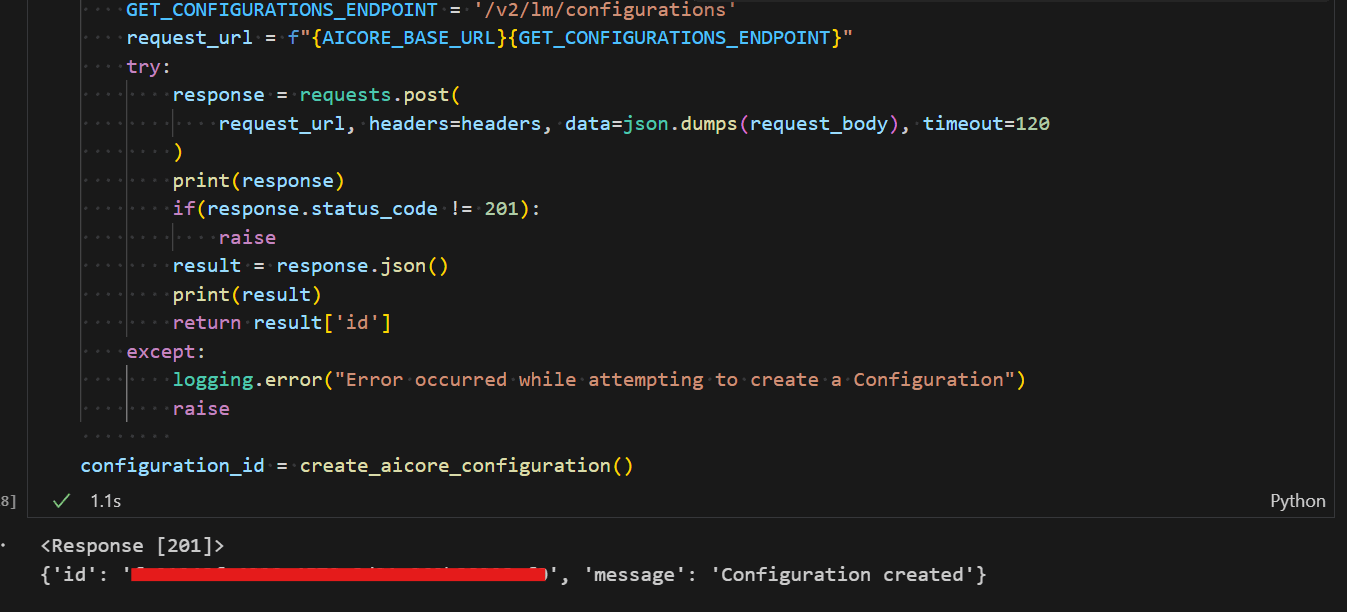 GET_CONFIGURATIONS_ENDPOINT = '/v2/lm/configurations'
request_url = f"{AICORE_BASE_URL}{GET_CONFIGURATIONS_ENDPOINT}"
try:
response = requests.post(
request_url, headers=headers, data=json.dumps(request_body), timeout=120
)
print(response)
if(response.status_code != 201):
raise
result = response.json()
print(result)
return result['id']
except:
logging.error("Error occurred while attempting to create a Configuration")
raise
configuration_id = create_aicore_configuration()
8] 1.1s Python
<Response [201]>
{'id': '', 'message': 'Configuration created'}